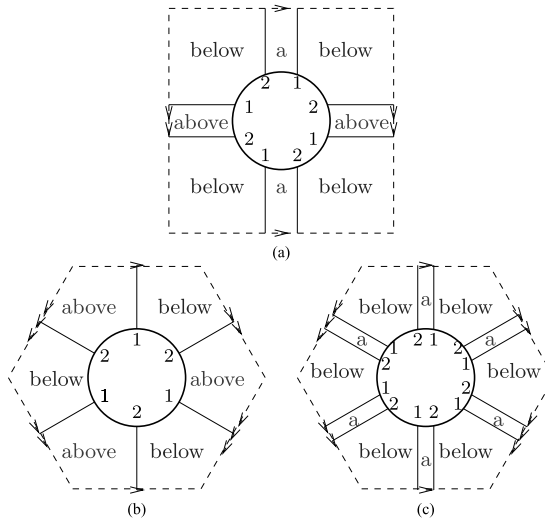 below a below
2 1
1 2
above above
2 1
1 2
below a below
(a)
above below
1
2 2
below above
1 1
2
above below
(b)
below a below
2 1
1 2
a a
2 1
below below
1 2
2 1
a 1 2 a
below a below
(c)